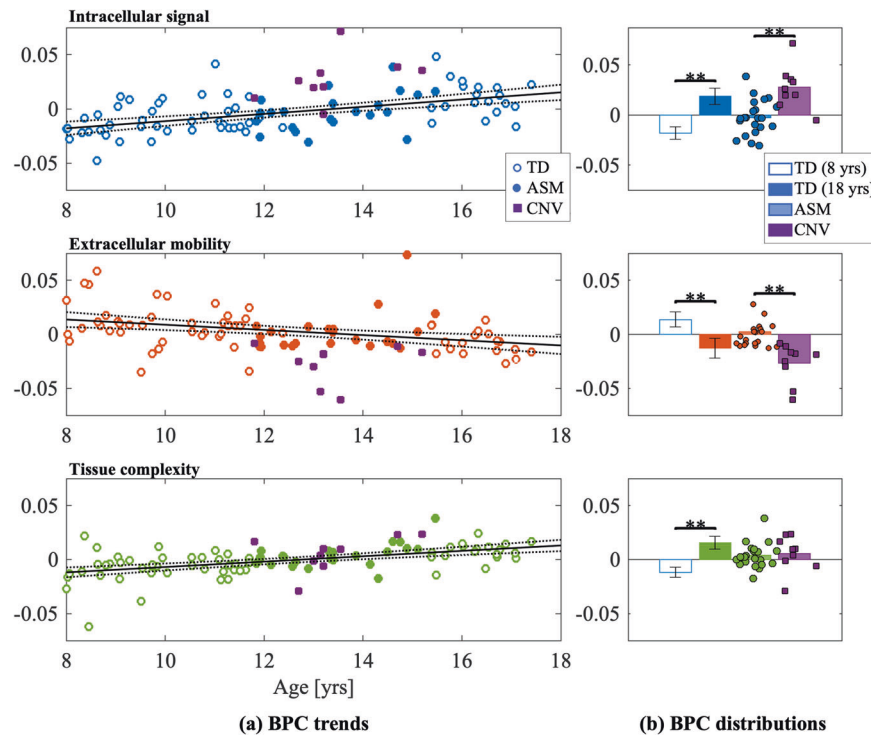 Intracellular signal
0.05
0
-0.05
8 10 12 14 16
TD
ASM
CNV
0.05
0
-0.05
** **
TD (8 yrs)
TD (18 yrs)
ASM
CNV
Extracellular mobility
0.05
0
-0.05
8 10 12 14 16 18
0.05
0
-0.05
** **
Tissue complexity
0.05
0
-0.05
8 10 12 14 16 18
Age [yrs]
0.05
0
-0.05
**
(a) BPC trends
(b) BPC distributions